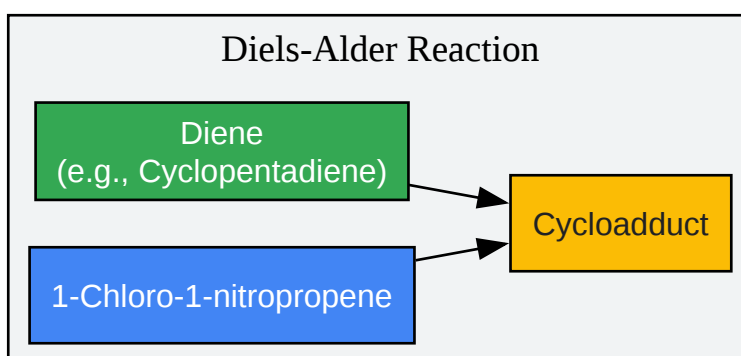 Diels-Alder Reaction
Diene
(e.g., Cyclopentadiene)
Cycloadduct
1-Chloro-1-nitropropene